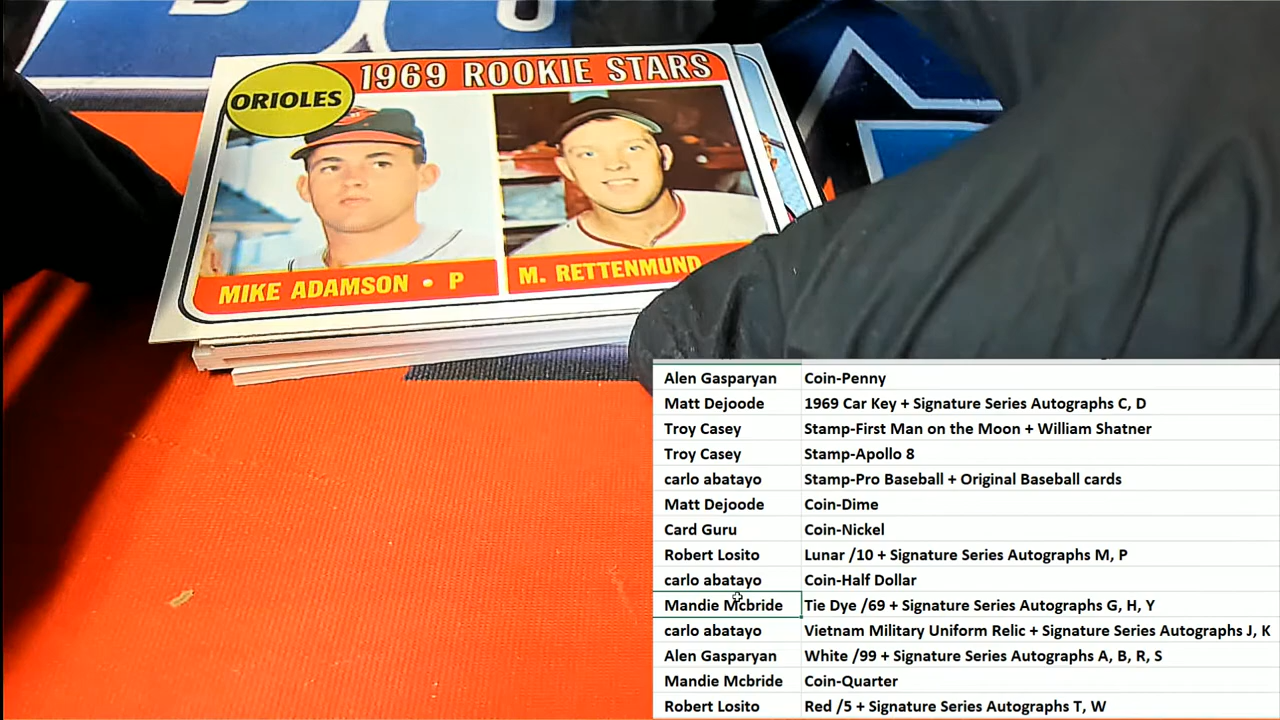 1969 ROOKIE STARS
ORIOLES
MIKE ADAMSON • P
M. RETTENMUND
Alen Gasparyan Coin-Penny
Matt Dejoode 1969 Car Key + Signature Series Autographs C, D
Troy Casey Stamp-First Man on the Moon + William Shatner
Troy Casey Stamp-Apollo 8
carlo abatayo Stamp-Pro Baseball + Original Baseball cards
Matt Dejoode Coin-Dime
Card Guru Coin-Nickel
Robert Losito Lunar /10 + Signature Series Autographs M, P
carlo abatayo Coin-Half Dollar
Mandie Mcbride Tie Dye /69 + Signature Series Autographs G, H, Y
carlo abatayo Vietnam Military Uniform Relic + Signature Series Autographs J, K
Alen Gasparyan White /99 + Signature Series Autographs A, B, R, S
Mandie Mcbride Coin-Quarter
Robert Losito Red /5 + Signature Series Autographs T, W